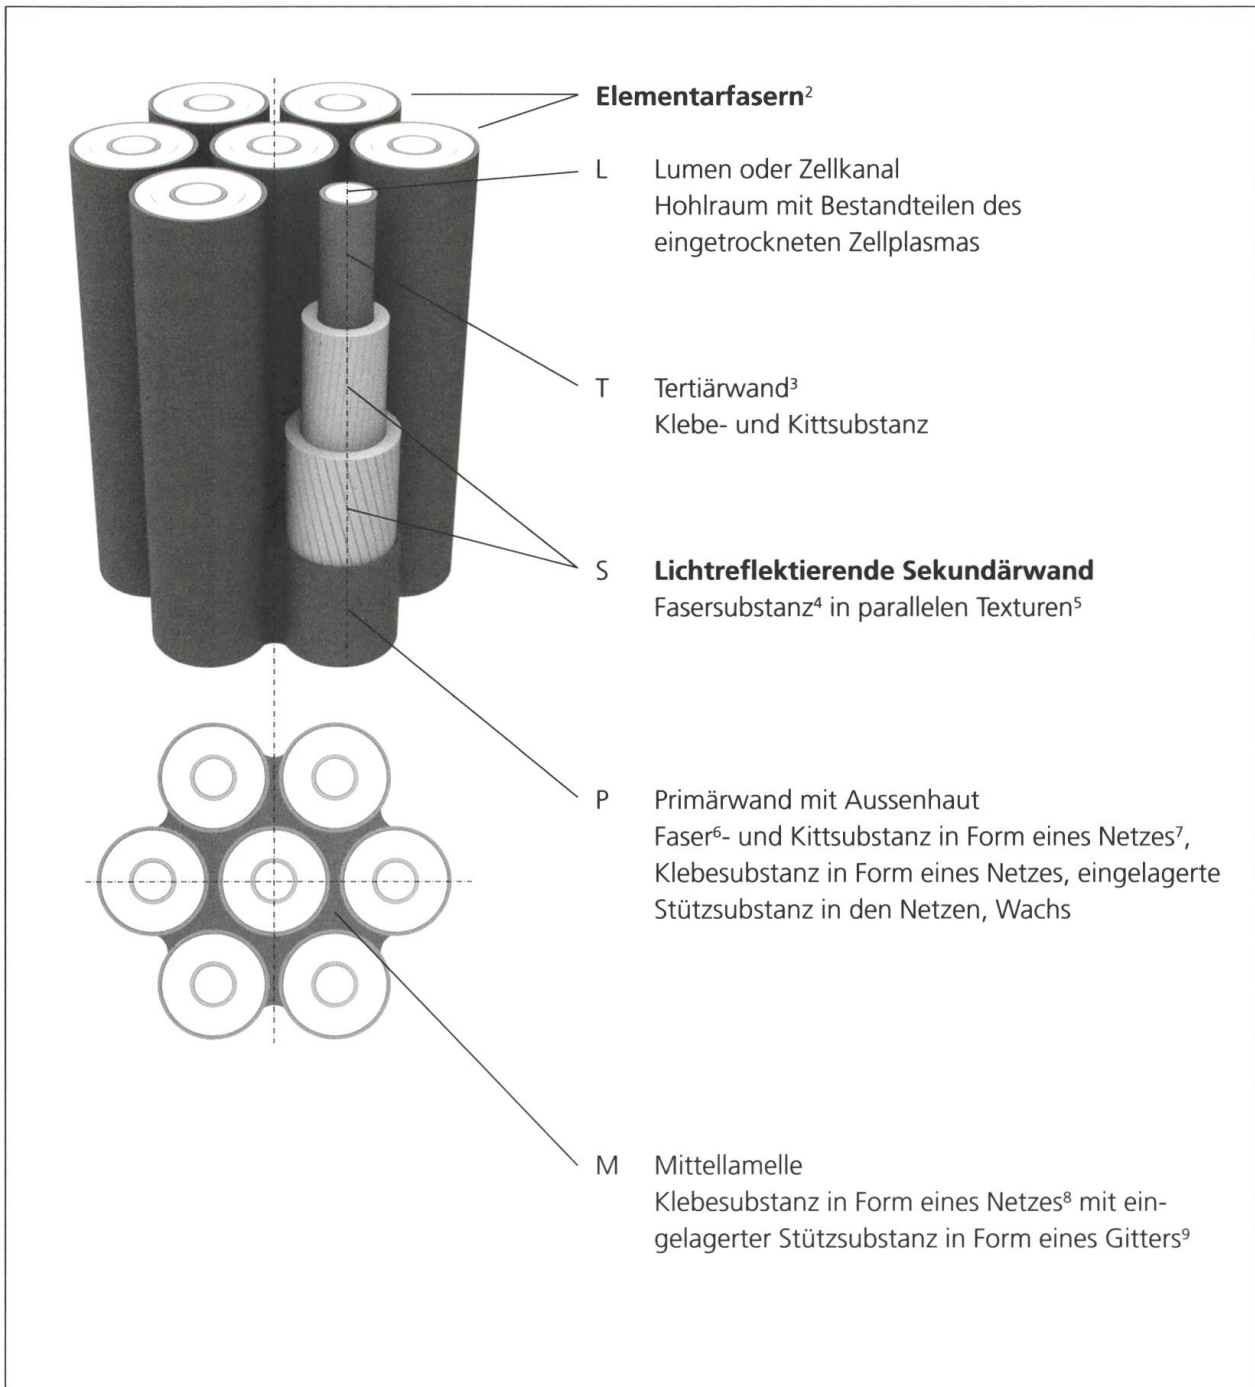 Elementarfasern²
L Lumen oder Zellkanal
Hohlraum mit Bestandteilen des
eingetrockneten Zellplasmas
T Tertiärwand³
Klebe- und Kittsubstanz
S Lichtreflektierende Sekundärwand
Fasersubstanz⁴ in parallelen Texturen⁵
P Primärwand mit Aussenhaut
Faser⁶- und Kittsubstanz in Form eines Netzes⁷,
Klebesubstanz in Form eines Netzes, eingelagerte
Stützsubstanz in den Netzen, Wachs
M Mittellamelle
Klebesubstanz in Form eines Netzes⁸ mit ein-
gelagerter Stützsubstanz in Form eines Gitters⁹